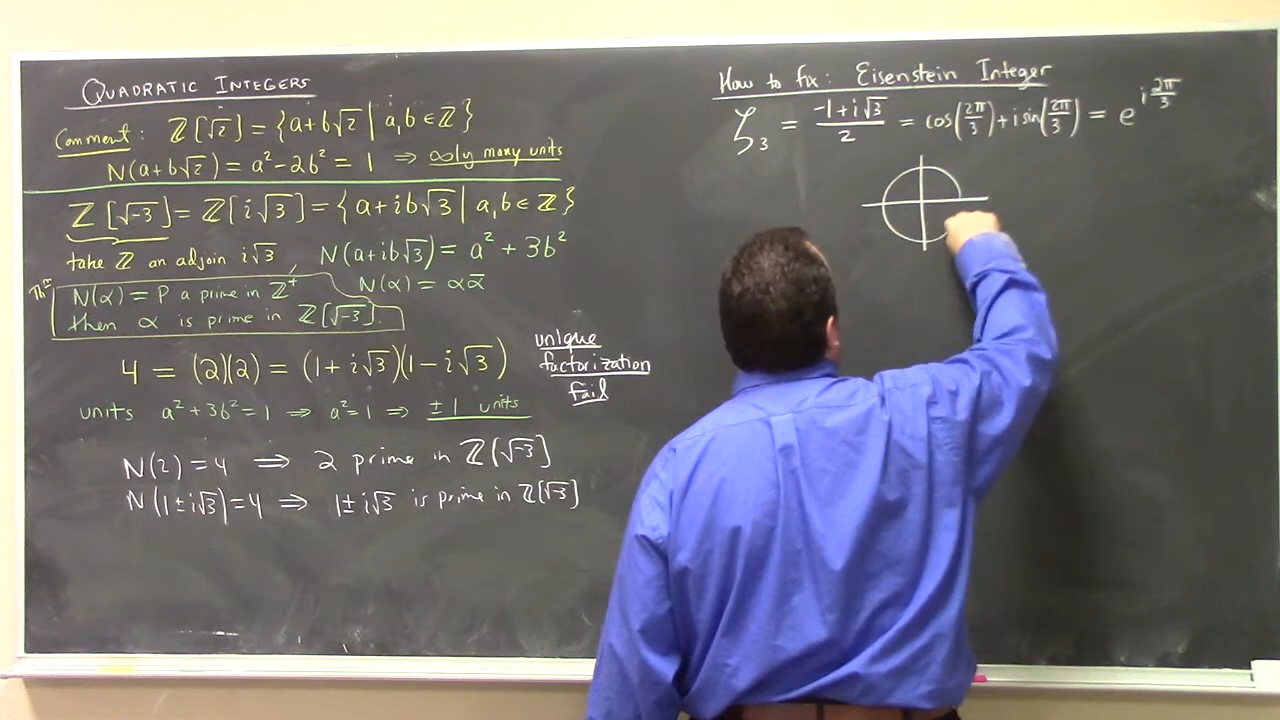 QUADRATIC INTEGERS
Comment: ℤ[√2] = {a+b√2 | a,b ∈ ℤ}
N(a+b√2) = a² - 2b² = 1 ⇒ ∞ly many units
ℤ[√-3] = ℤ[i√3] = {a+ib√3 | a,b ∈ ℤ}
take ℤ an adjoin i√3, N(a+ib√3) = a² + 3b²
N(α) = αᾱ
Thᵐ N(α) = p a prime in ℤ⁺
then α is prime in ℤ[√-3].
4 = (2)(2) = (1+i√3)(1-i√3)
unique
factorization
fail
units a² + 3b² = 1 ⇒ a² = 1 ⇒ ±1 units
N(2) = 4 ⇒ 2 prime in ℤ[√-3]
N(1±i√3) = 4 ⇒ 1±i√3 is prime in ℤ[√-3]
How to fix: Eisenstein Integer
ζ₃ = (-1+i√3)/2 = cos(2π/3) + i sin(2π/3) = e^(i 2π/3)